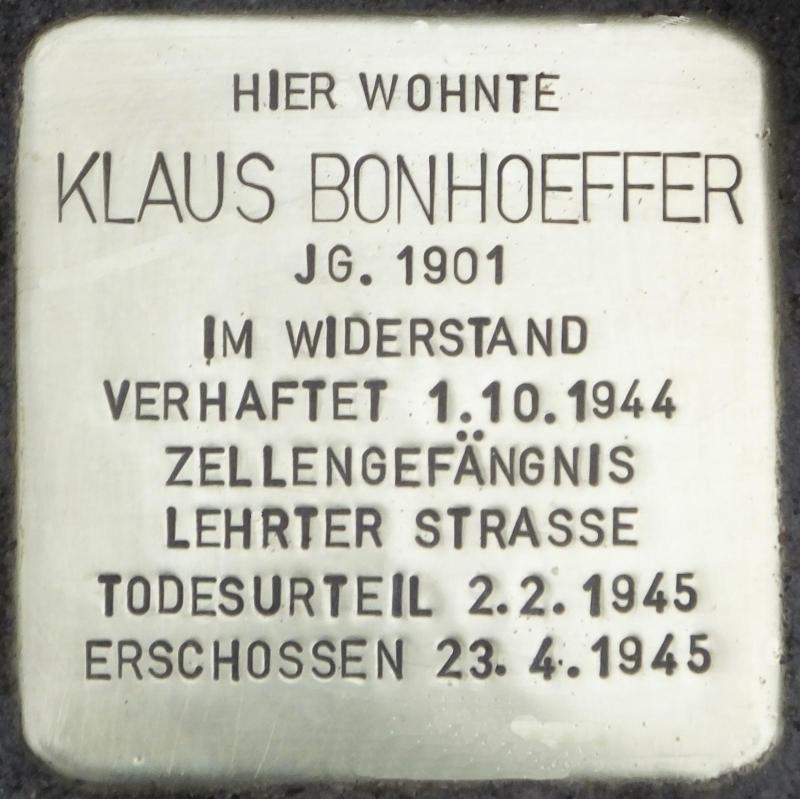 HIER WOHNTE
KLAUS BONHOEFFER
JG. 1901
IM WIDERSTAND
VERHAFTET 1.10.1944
ZELLENGEFÄNGNIS
LEHRTER STRASSE
TODESURTEIL 2.2.1945
ERSCHOSSEN 23.4.1945